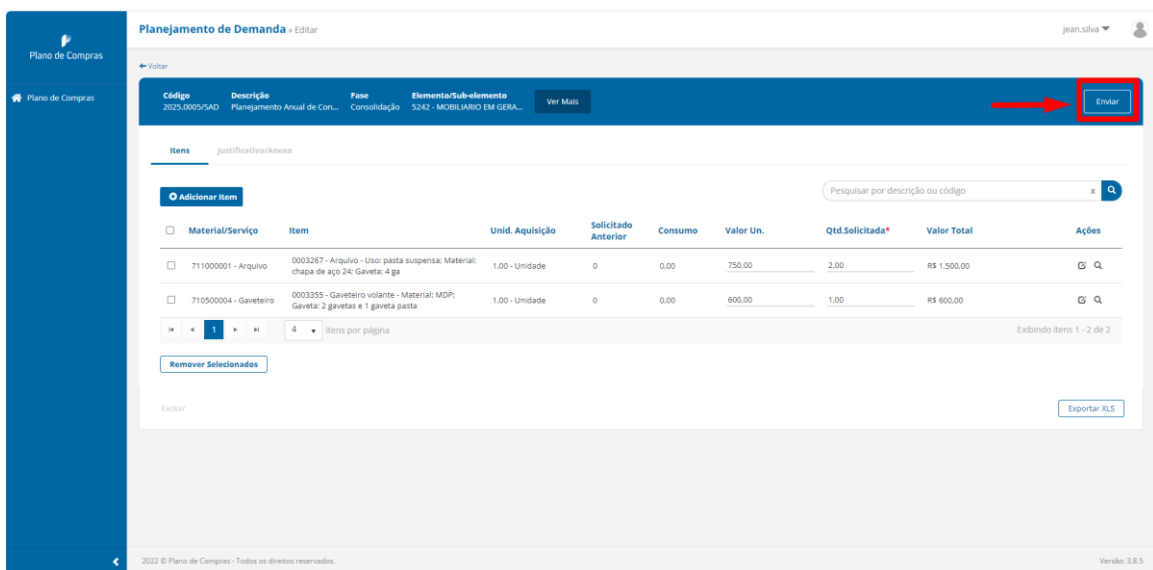 Planejamento de Demanda » Editar
jean.silva
Plano de Compras
Voltar
Plano de Compras
Código Descrição Fase Elemento/Sub-elemento
2025.0005/SAD Planejamento Anual de Con... Consolidação 5242 - MOBILIARIO EM GERA...
Ver Mais
Enviar
Itens Justificativa/Anexo
Adicionar Item
Pesquisar por descrição ou código x
Material/Serviço Item Unid. Aquisição Solicitado Anterior Consumo Valor Un. Qtd.Solicitada* Valor Total Ações
711000001 - Arquivo 0003267 - Arquivo - Uso: pasta suspensa; Material: chapa de aço 24; Gaveta: 4 ga 1,00 - Unidade 0 0,00 750,00 2,00 R$ 1.500,00
710500004 - Gaveteiro 0003355 - Gaveteiro volante - Material: MDP; Gaveta: 2 gavetas e 1 gaveta pasta 1,00 - Unidade 0 0,00 600,00 1,00 R$ 600,00
1 4 itens por página Exibindo itens 1 - 2 de 2
Remover Selecionados
Excluir Exportar XLS
2022 © Plano de Compras - Todos os direitos reservados. Versão: 3.8.5